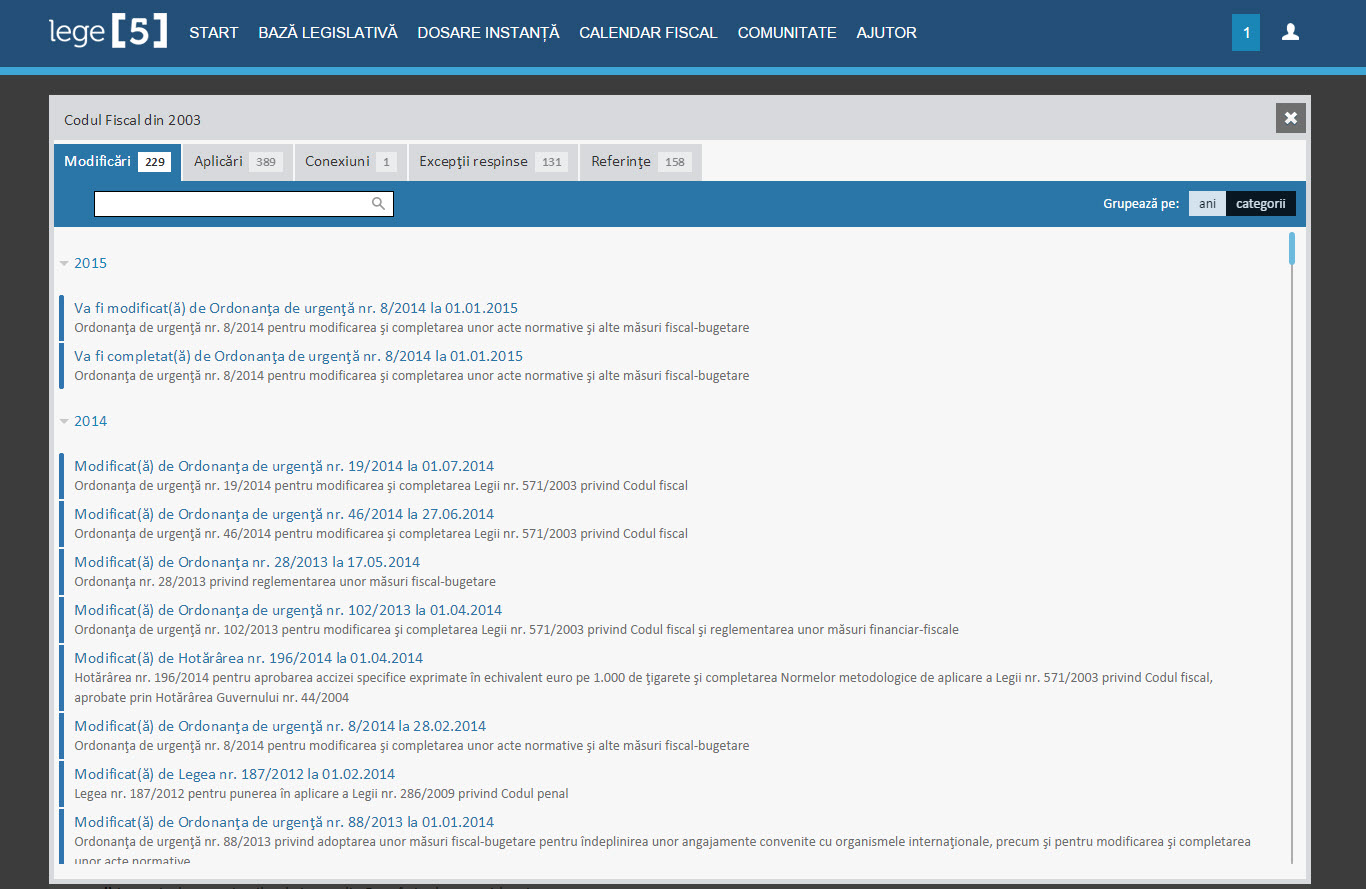 lege [5] START BAZĂ LEGISLATIVĂ DOSARE INSTANȚĂ CALENDAR FISCAL COMUNITATE AJUTOR 1
Codul Fiscal din 2003
Modificări 229 Aplicări 389 Conexiuni 1 Excepţii respinse 131 Referinţe 158
Grupează pe: ani categorii
2015
Va fi modificat(ă) de Ordonanţa de urgenţă nr. 8/2014 la 01.01.2015
Ordonanţa de urgenţă nr. 8/2014 pentru modificarea şi completarea unor acte normative şi alte măsuri fiscal-bugetare
Va fi completat(ă) de Ordonanţa de urgenţă nr. 8/2014 la 01.01.2015
Ordonanţa de urgenţă nr. 8/2014 pentru modificarea şi completarea unor acte normative şi alte măsuri fiscal-bugetare
2014
Modificat(ă) de Ordonanţa de urgenţă nr. 19/2014 la 01.07.2014
Ordonanţa de urgenţă nr. 19/2014 pentru modificarea şi completarea Legii nr. 571/2003 privind Codul fiscal
Modificat(ă) de Ordonanţa de urgenţă nr. 46/2014 la 27.06.2014
Ordonanţa de urgenţă nr. 46/2014 pentru modificarea şi completarea Legii nr. 571/2003 privind Codul fiscal
Modificat(ă) de Ordonanţa nr. 28/2013 la 17.05.2014
Ordonanţa nr. 28/2013 privind reglementarea unor măsuri fiscal-bugetare
Modificat(ă) de Ordonanţa de urgenţă nr. 102/2013 la 01.04.2014
Ordonanţa de urgenţă nr. 102/2013 pentru modificarea şi completarea Legii nr. 571/2003 privind Codul fiscal şi reglementarea unor măsuri financiar-fiscale
Modificat(ă) de Hotărârea nr. 196/2014 la 01.04.2014
Hotărârea nr. 196/2014 pentru aprobarea accizei specifice exprimate în echivalent euro pe 1.000 de ţigarete şi completarea Normelor metodologice de aplicare a Legii nr. 571/2003 privind Codul fiscal,
aprobate prin Hotărârea Guvernului nr. 44/2004
Modificat(ă) de Ordonanţa de urgenţă nr. 8/2014 la 28.02.2014
Ordonanţa de urgenţă nr. 8/2014 pentru modificarea şi completarea unor acte normative şi alte măsuri fiscal-bugetare
Modificat(ă) de Legea nr. 187/2012 la 01.02.2014
Legea nr. 187/2012 pentru punerea în aplicare a Legii nr. 286/2009 privind Codul penal
Modificat(ă) de Ordonanţa de urgenţă nr. 88/2013 la 01.01.2014
Ordonanţa de urgenţă nr. 88/2013 privind adoptarea unor măsuri fiscal-bugetare pentru îndeplinirea unor angajamente convenite cu organismele internaţionale, precum şi pentru modificarea şi completarea
unor acte normative